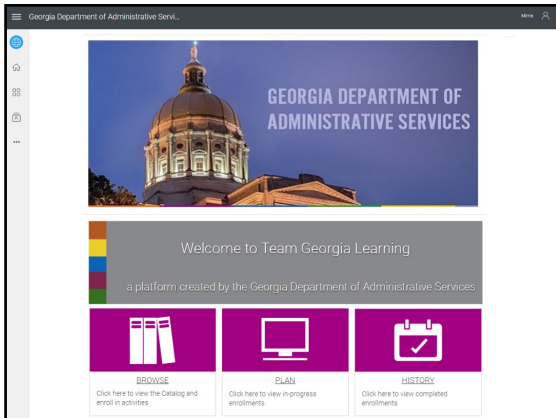 Georgia Department of Administrative Servi...
Mims
GEORGIA DEPARTMENT OF
ADMINISTRATIVE SERVICES
Welcome to Team Georgia Learning
a platform created by the Georgia Department of Administrative Services
BROWSE
Click here to view the Catalog and
enroll in activities
PLAN
Click here to view in-progress
enrollments
HISTORY
Click here to view completed
enrollments